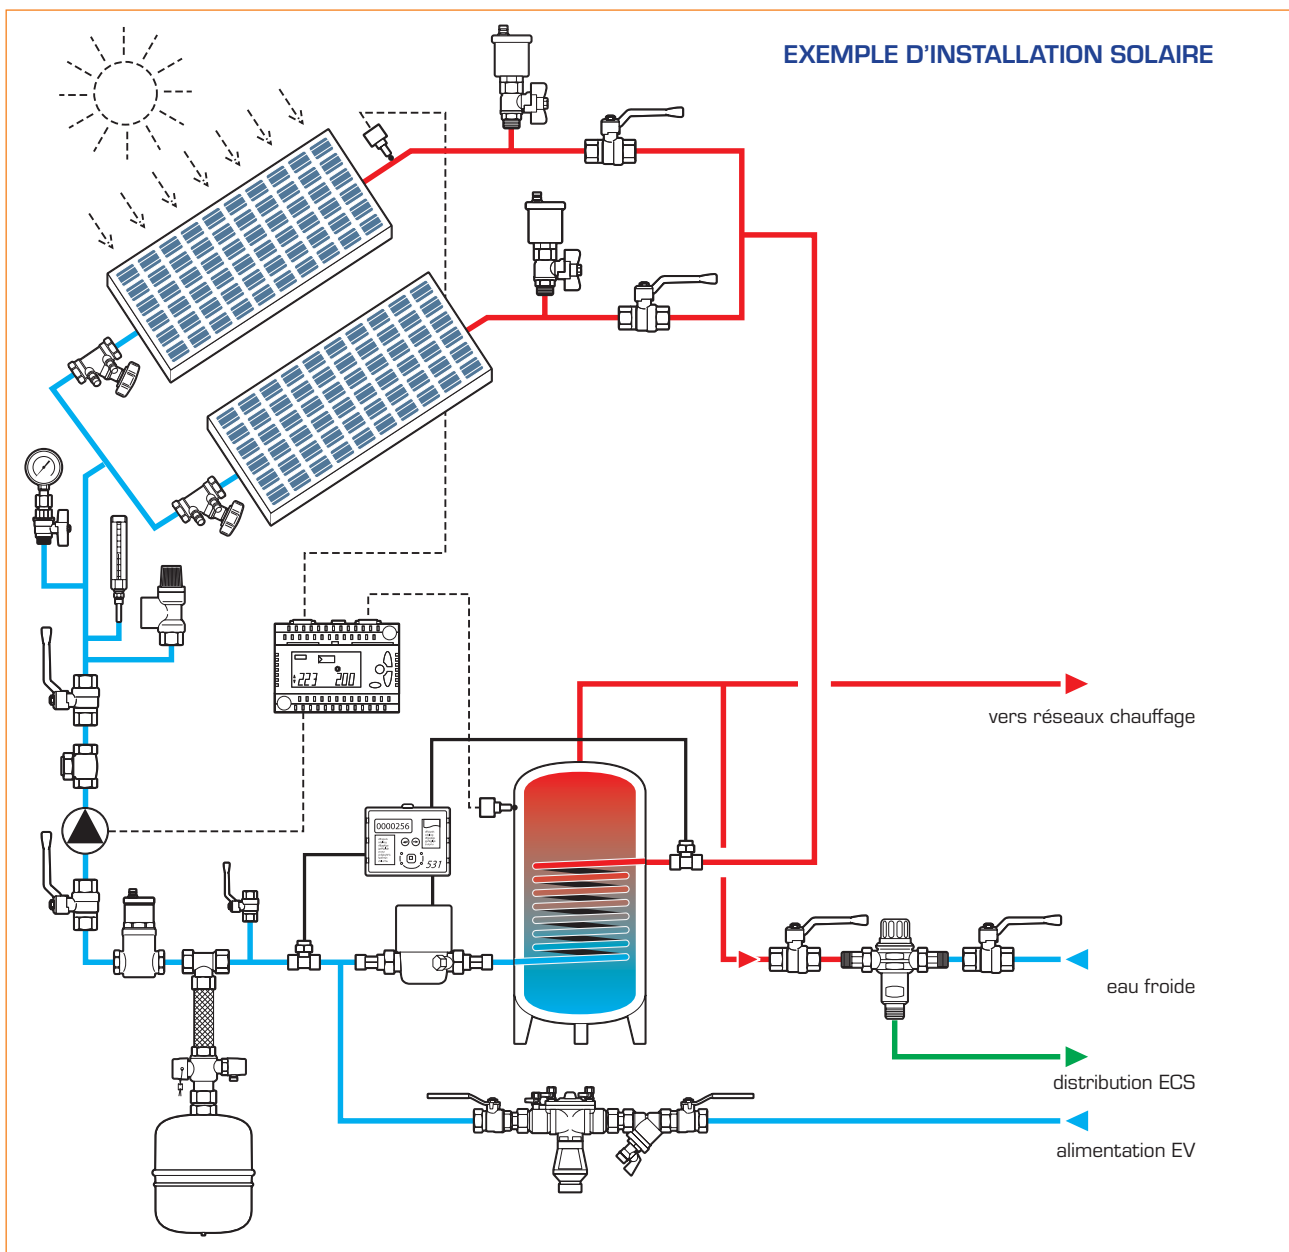 EXEMPLE D'INSTALLATION SOLAIRE
223 200
vers réseaux chauffage
0000256
531
eau froide
distribution ECS
alimentation EV